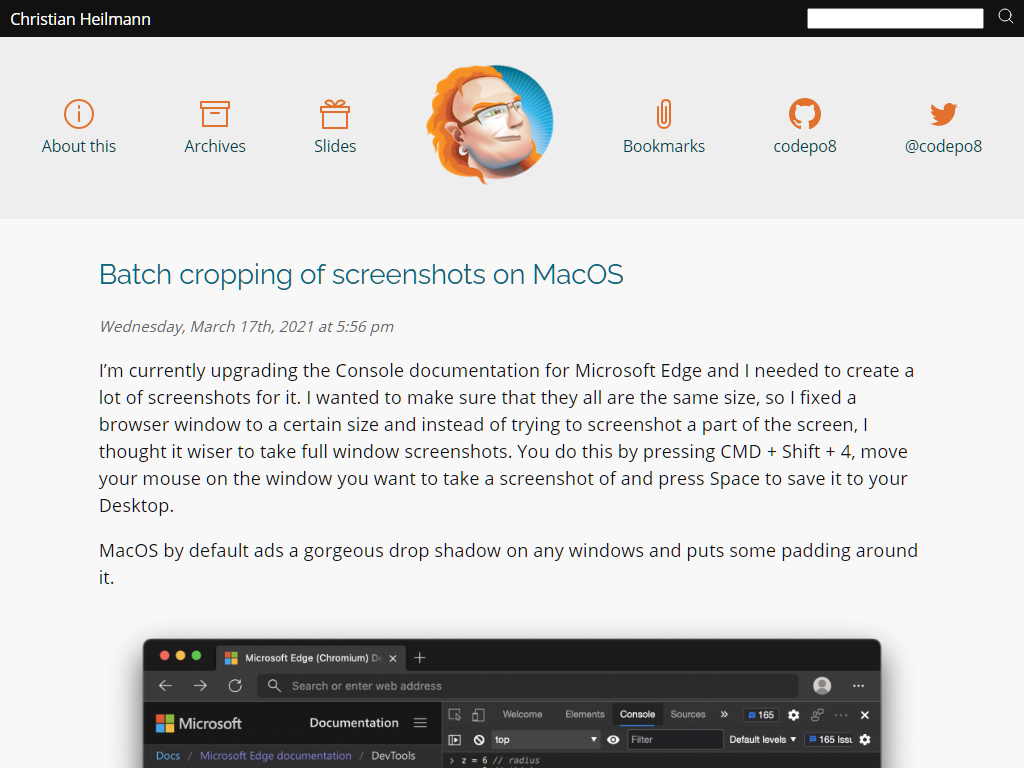 Christian Heilmann
About this
Archives
Slides
Bookmarks
codepo8
@codepo8
Batch cropping of screenshots on MacOS
Wednesday, March 17th, 2021 at 5:56 pm
I’m currently upgrading the Console documentation for Microsoft Edge and I needed to create a
lot of screenshots for it. I wanted to make sure that they all are the same size, so I fixed a
browser window to a certain size and instead of trying to screenshot a part of the screen, I
thought it wiser to take full window screenshots. You do this by pressing CMD + Shift + 4, move
your mouse on the window you want to take a screenshot of and press Space to save it to your
Desktop.
MacOS by default ads a gorgeous drop shadow on any windows and puts some padding around
it.
Microsoft Edge (Chromium) D
Search or enter web address
Microsoft
Documentation
Welcome
Elements
Console
Sources
165
top
Filter
Default levels
165 Issu
Docs / Microsoft Edge documentation / DevTools
z = 6 // radius